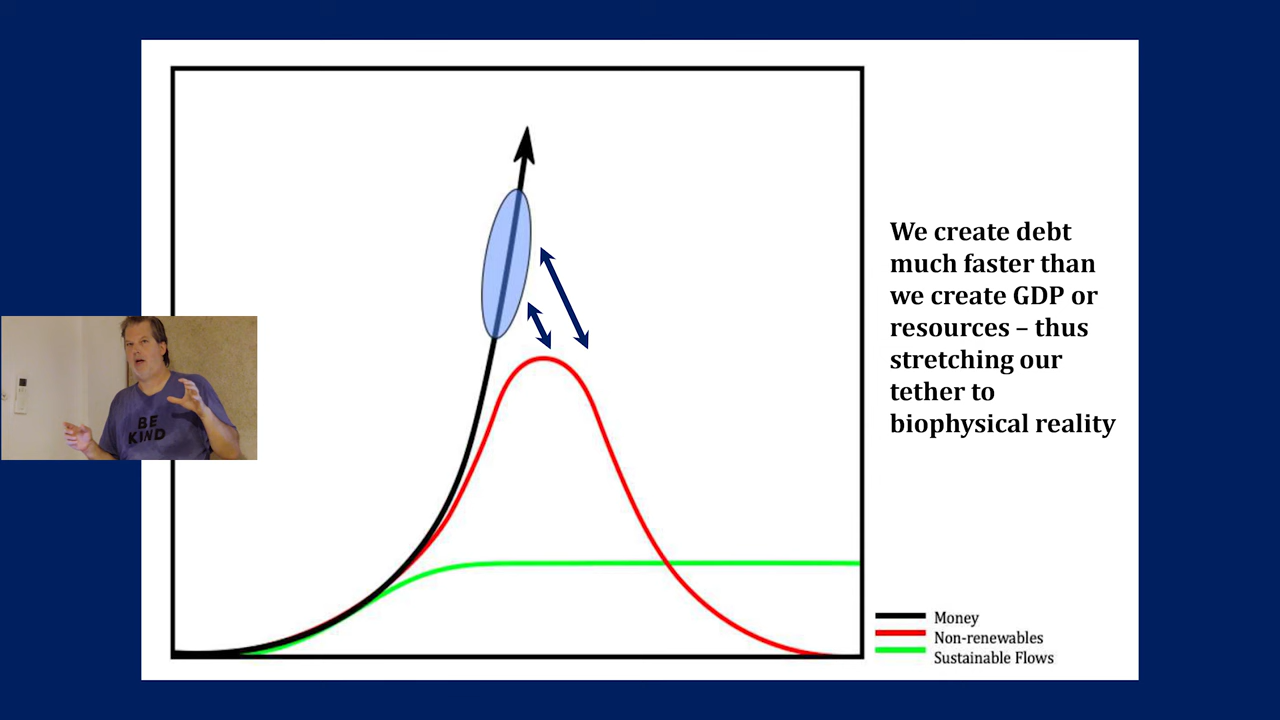 We create debt
much faster than
we create GDP or
resources – thus
stretching our
tether to
biophysical reality
BE
KIND
Money
Non-renewables
Sustainable Flows